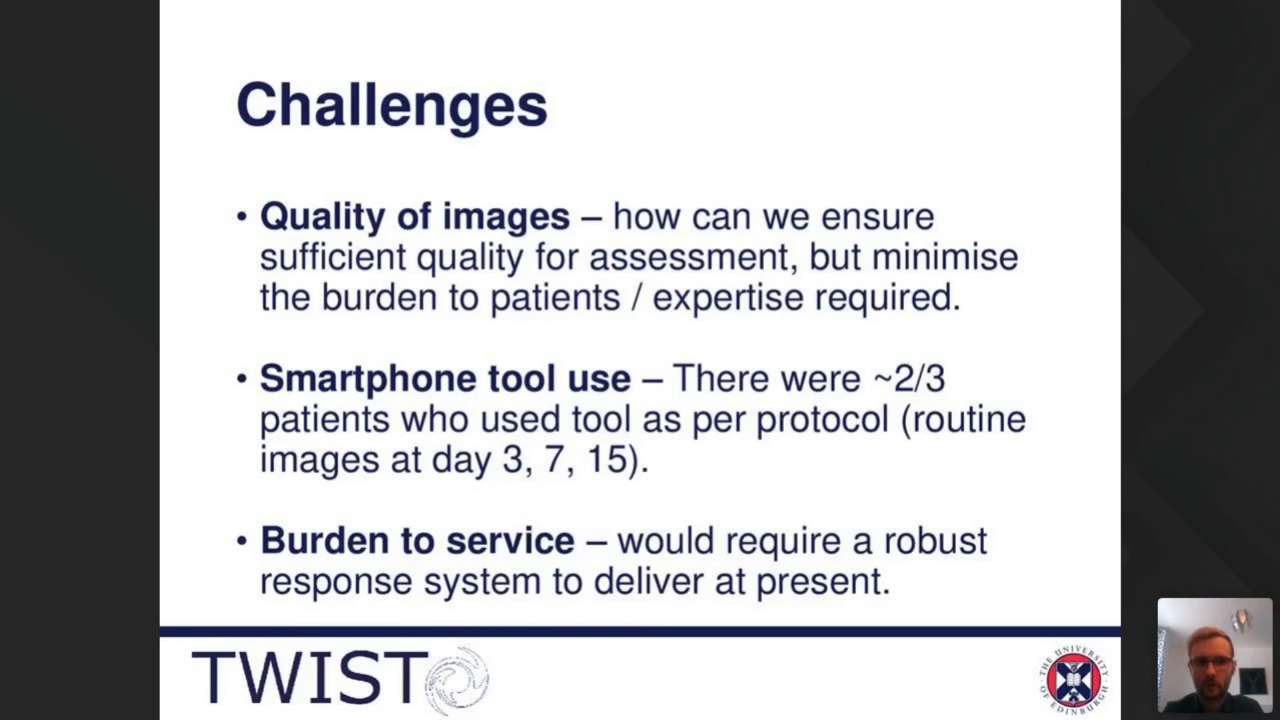 Challenges
• Quality of images – how can we ensure
sufficient quality for assessment, but minimise
the burden to patients / expertise required.
• Smartphone tool use – There were ~2/3
patients who used tool as per protocol (routine
images at day 3, 7, 15).
• Burden to service – would require a robust
response system to deliver at present.
TWIST
THE UNIVERSITY
OF EDINBURGH